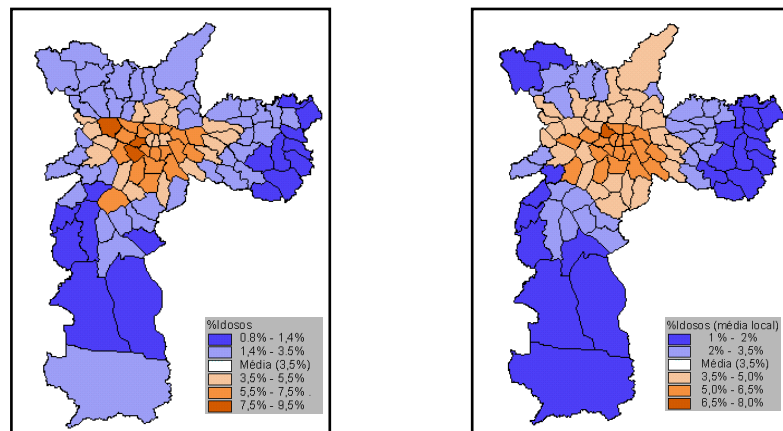 %Idosos
0.8% - 1,4%
1,4% - 3.5%
Média (3,5%)
3,5% - 5,5%
5,5% - 7,5% .
7,5% - 9,5%
%Idosos (média local)
1 % - 2%
2% - 3,5%
Média (3,5%)
3,5% - 5,0%
5,0% - 6,5%
6,5% - 8,0%